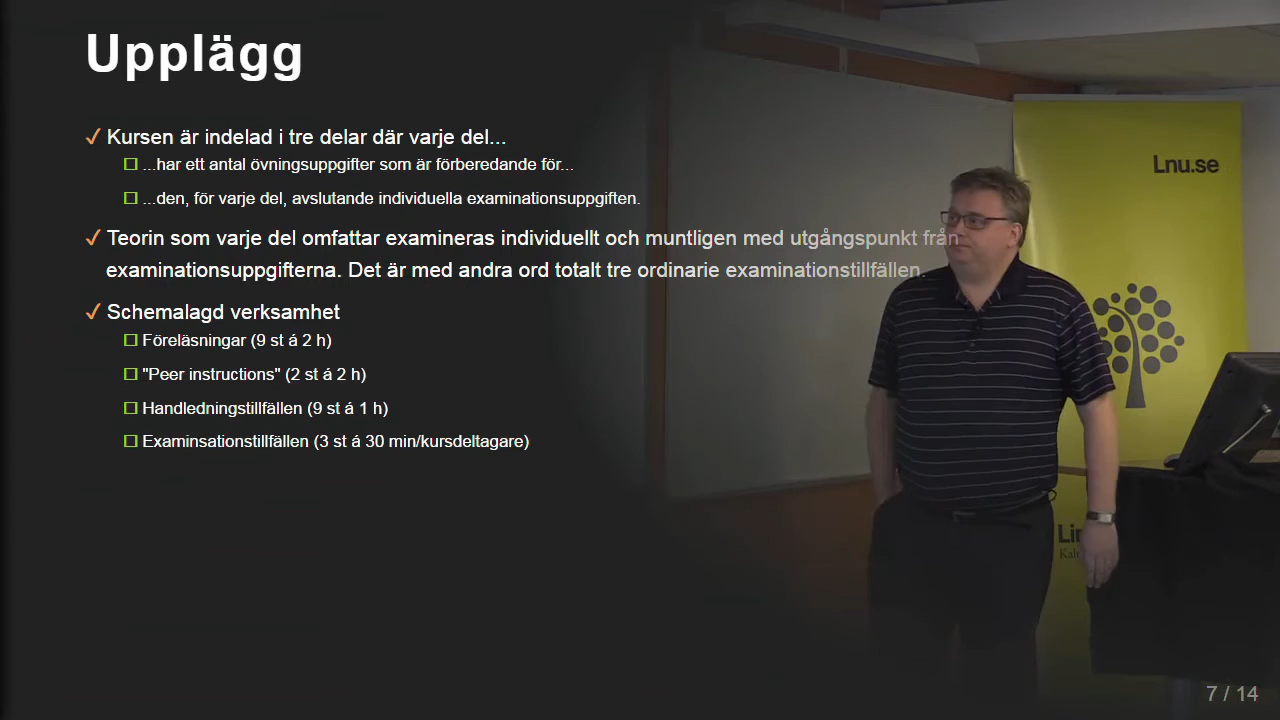 Upplägg
Kursen är indelad i tre delar där varje del...
...har ett antal övningsuppgifter som är förberedande för...
...den, för varje del, avslutande individuella examinationsuppgiften.
Teorin som varje del omfattar examineras individuellt och muntligen med utgångspunkt från
examinationsuppgifterna. Det är med andra ord totalt tre ordinarie examinationstillfällen.
Schemalagd verksamhet
Föreläsningar (9 st á 2 h)
"Peer instructions" (2 st á 2 h)
Handledningstillfällen (9 st á 1 h)
Examinsationstillfällen (3 st á 30 min/kursdeltagare)
Lnu.se
7 / 14